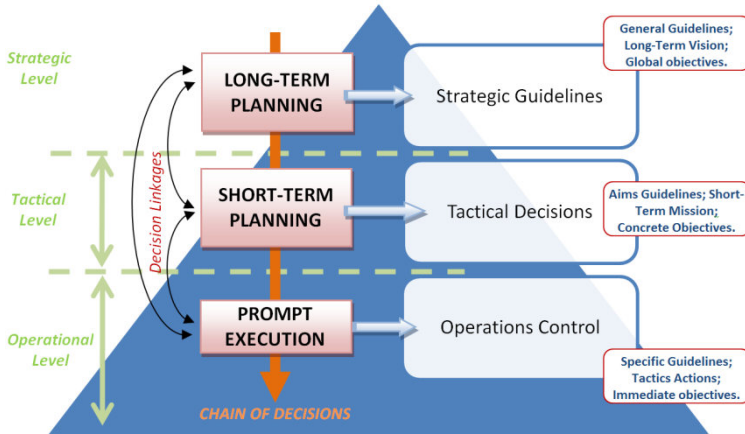 Strategic
Level
LONG-TERM
PLANNING
Strategic Guidelines
General Guidelines;
Long-Term Vision;
Global objectives.
Decision Linkages
Tactical
Level
SHORT-TERM
PLANNING
Tactical Decisions
Aims Guidelines; Short-
Term Mission;
Concrete Objectives.
Operational
Level
PROMPT
EXECUTION
Operations Control
Specific Guidelines;
Tactics Actions;
Immediate objectives.
CHAIN OF DECISIONS